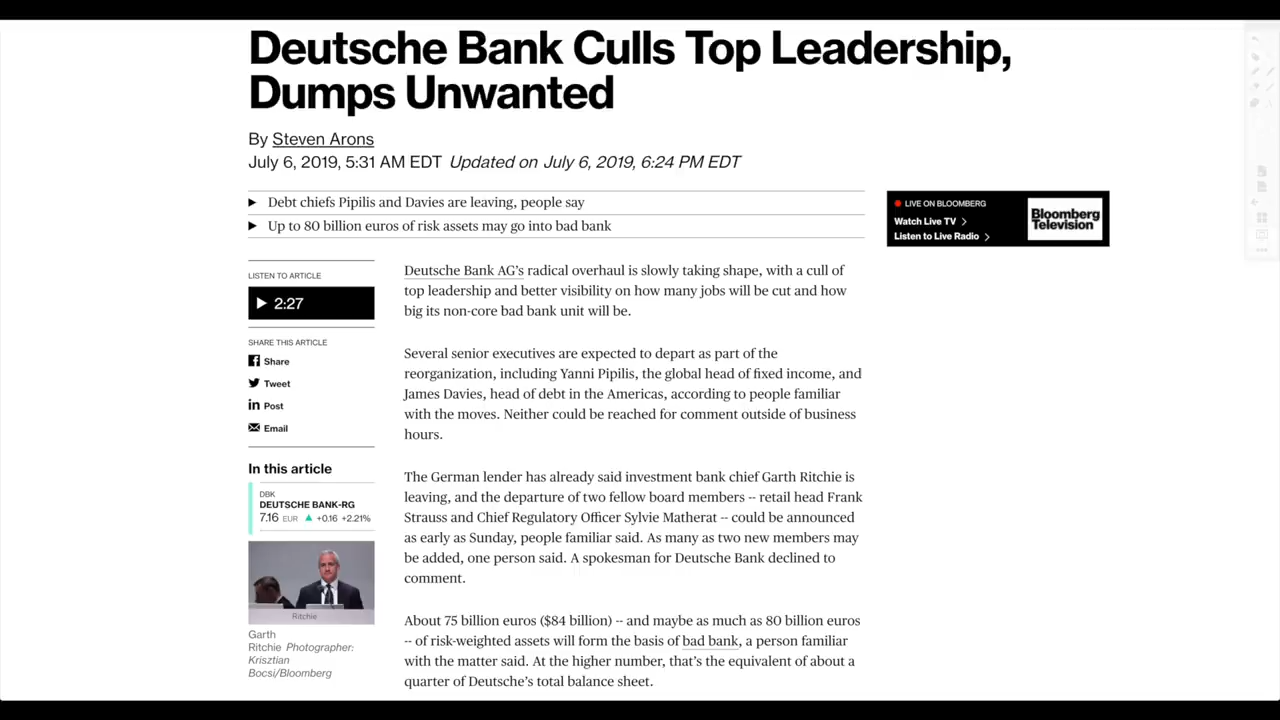 Deutsche Bank Culls Top Leadership,
Dumps Unwanted
By Steven Arons
July 6, 2019, 5:31 AM EDT Updated on July 6, 2019, 6:24 PM EDT
Debt chiefs Pipilis and Davies are leaving, people say
Up to 80 billion euros of risk assets may go into bad bank
LIVE ON BLOOMBERG
Watch Live TV
Listen to Live Radio
Bloomberg
Television
LISTEN TO ARTICLE
2:27
SHARE THIS ARTICLE
Share
Tweet
Post
Email
In this article
DBK
DEUTSCHE BANK-RG
7.16 EUR ▲ +0.16 +2.21%
Ritchie
Garth
Ritchie Photographer:
Krisztian
Bocsi/Bloomberg
Deutsche Bank AG's radical overhaul is slowly taking shape, with a cull of
top leadership and better visibility on how many jobs will be cut and how
big its non-core bad bank unit will be.
Several senior executives are expected to depart as part of the
reorganization, including Yanni Pipilis, the global head of fixed income, and
James Davies, head of debt in the Americas, according to people familiar
with the moves. Neither could be reached for comment outside of business
hours.
The German lender has already said investment bank chief Garth Ritchie is
leaving, and the departure of two fellow board members -- retail head Frank
Strauss and Chief Regulatory Officer Sylvie Matherat -- could be announced
as early as Sunday, people familiar said. As many as two new members may
be added, one person said. A spokesman for Deutsche Bank declined to
comment.
About 75 billion euros ($84 billion) -- and maybe as much as 80 billion euros
-- of risk-weighted assets will form the basis of bad bank, a person familiar
with the matter said. At the higher number, that's the equivalent of about a
quarter of Deutsche's total balance sheet.